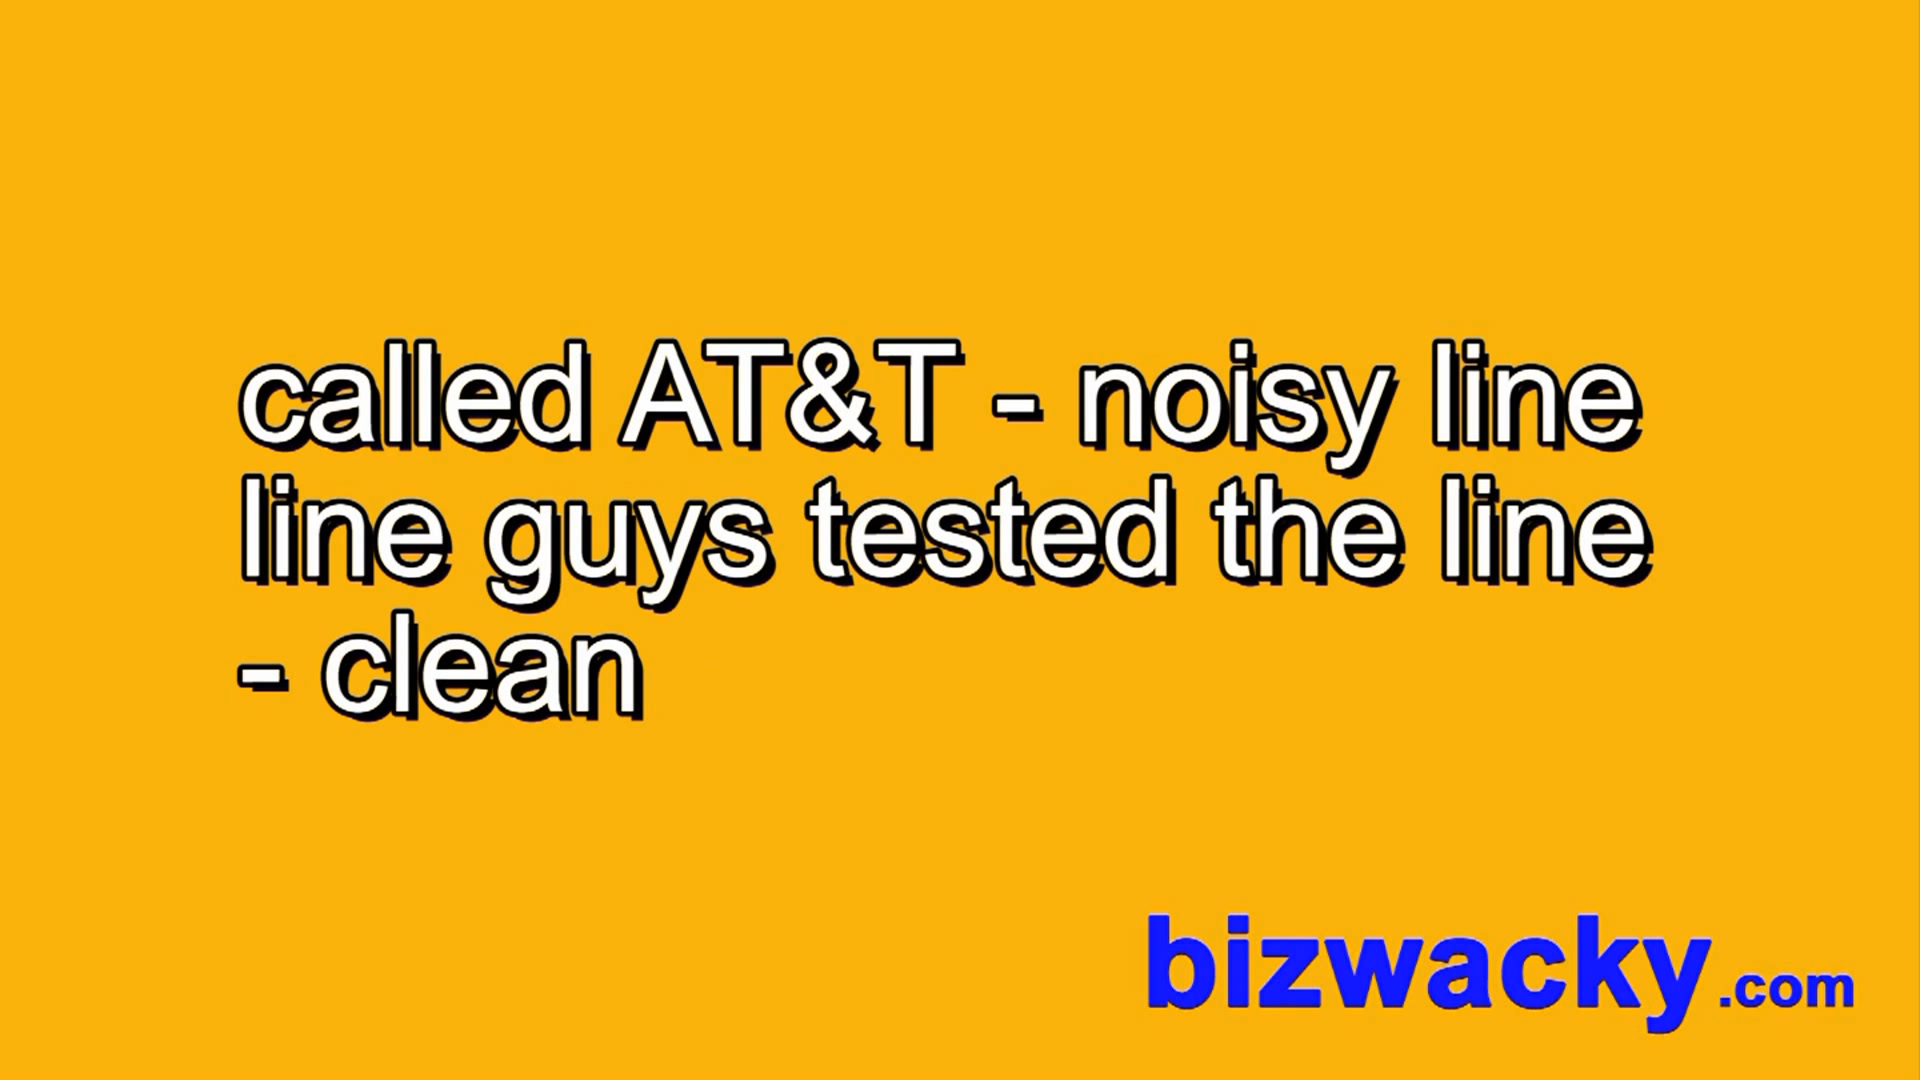 called AT&T - noisy line
line guys tested the line
- clean
bizwacky.com